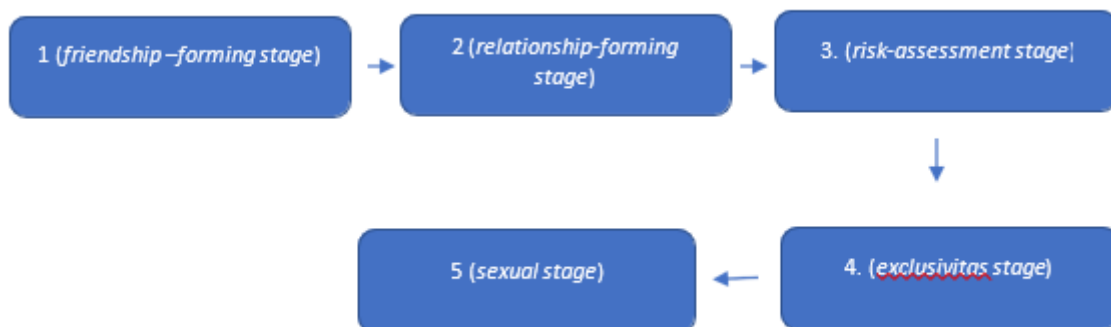 1 (friendship –forming stage)
2 (relationship-forming
stage)
3. (risk-assessment stage)
4. (exclusivitas stage)
5 (sexual stage)